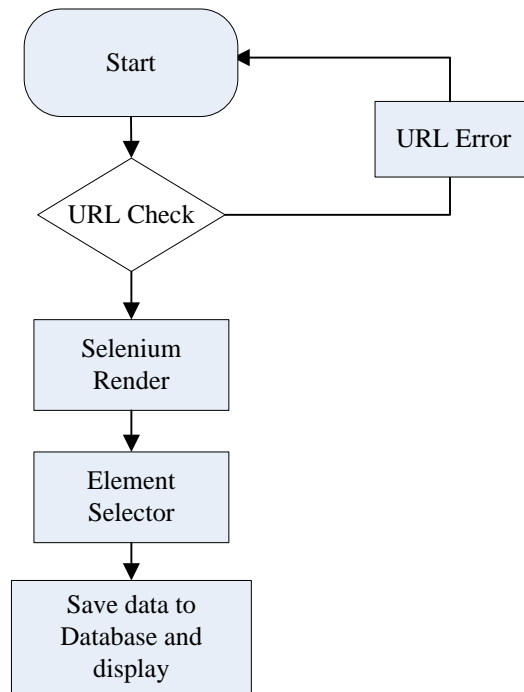 Start
URL Error
URL Check
Selenium
Render
Element
Selector
Save data to
Database and
display